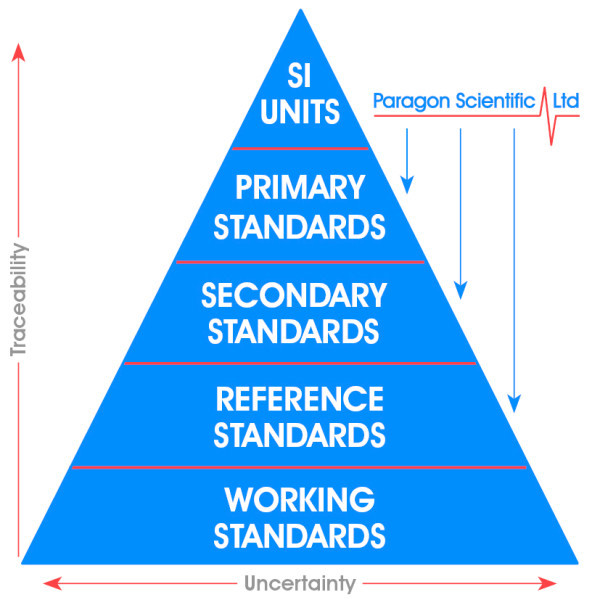 SI
UNITS
Paragon Scientific Ltd
PRIMARY
STANDARDS
SECONDARY
STANDARDS
REFERENCE
STANDARDS
WORKING
STANDARDS
Traceability
Uncertainty